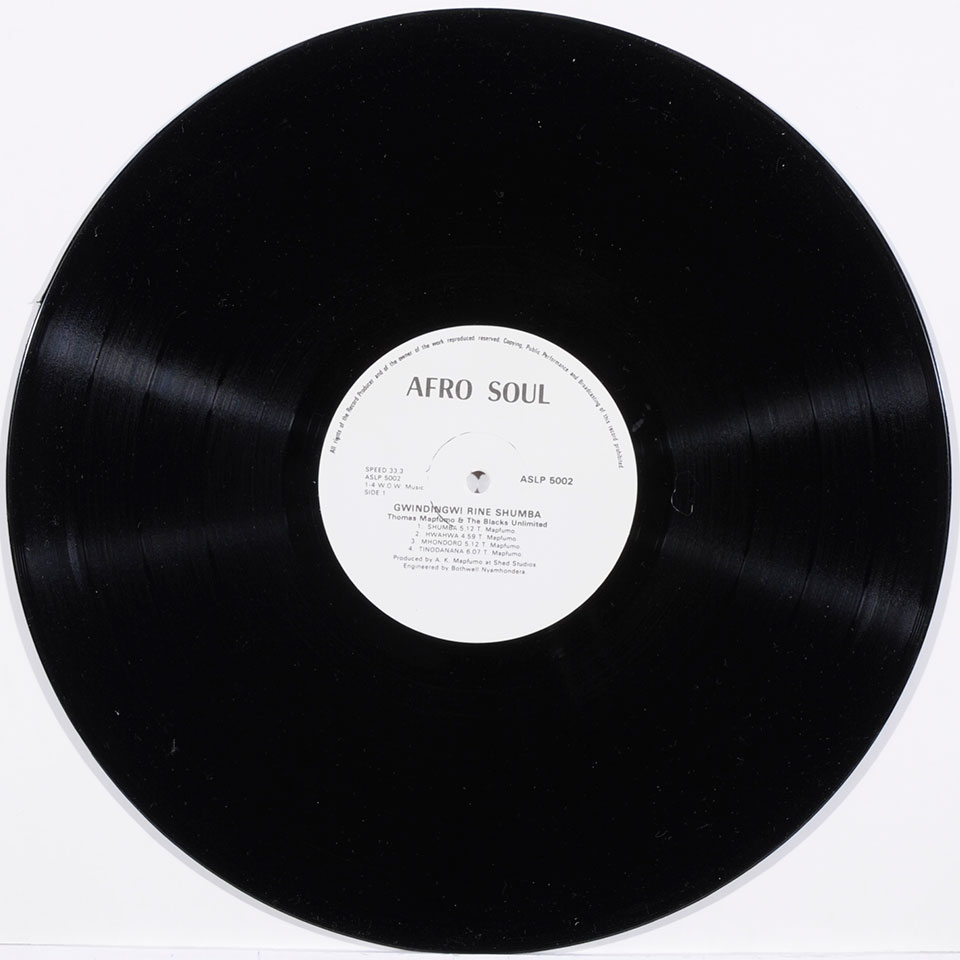 All rights of the Record Producer and of the owner of the work reproduced reserved. Copying, Public Performance and Broadcasting of this record prohibited
AFRO SOUL
SPEED 33.3
ASLP 5002
1-4 W.O.W. Music
SIDE 1
ASLP 5002
GWINDINGWI RINE SHUMBA
Thomas Mapfumo & The Blacks Unlimited
1. SHUMBA 5.12 T. Mapfumo
2. HWAHWA 4.59 T. Mapfumo
3. MHONDORO 5.12 T. Mapfumo
4. TINODANANA 6.07 T. Mapfumo
Produced by A. K. Mapfumo at Shed Studios
Engineered by Bothwell Nyamhondera